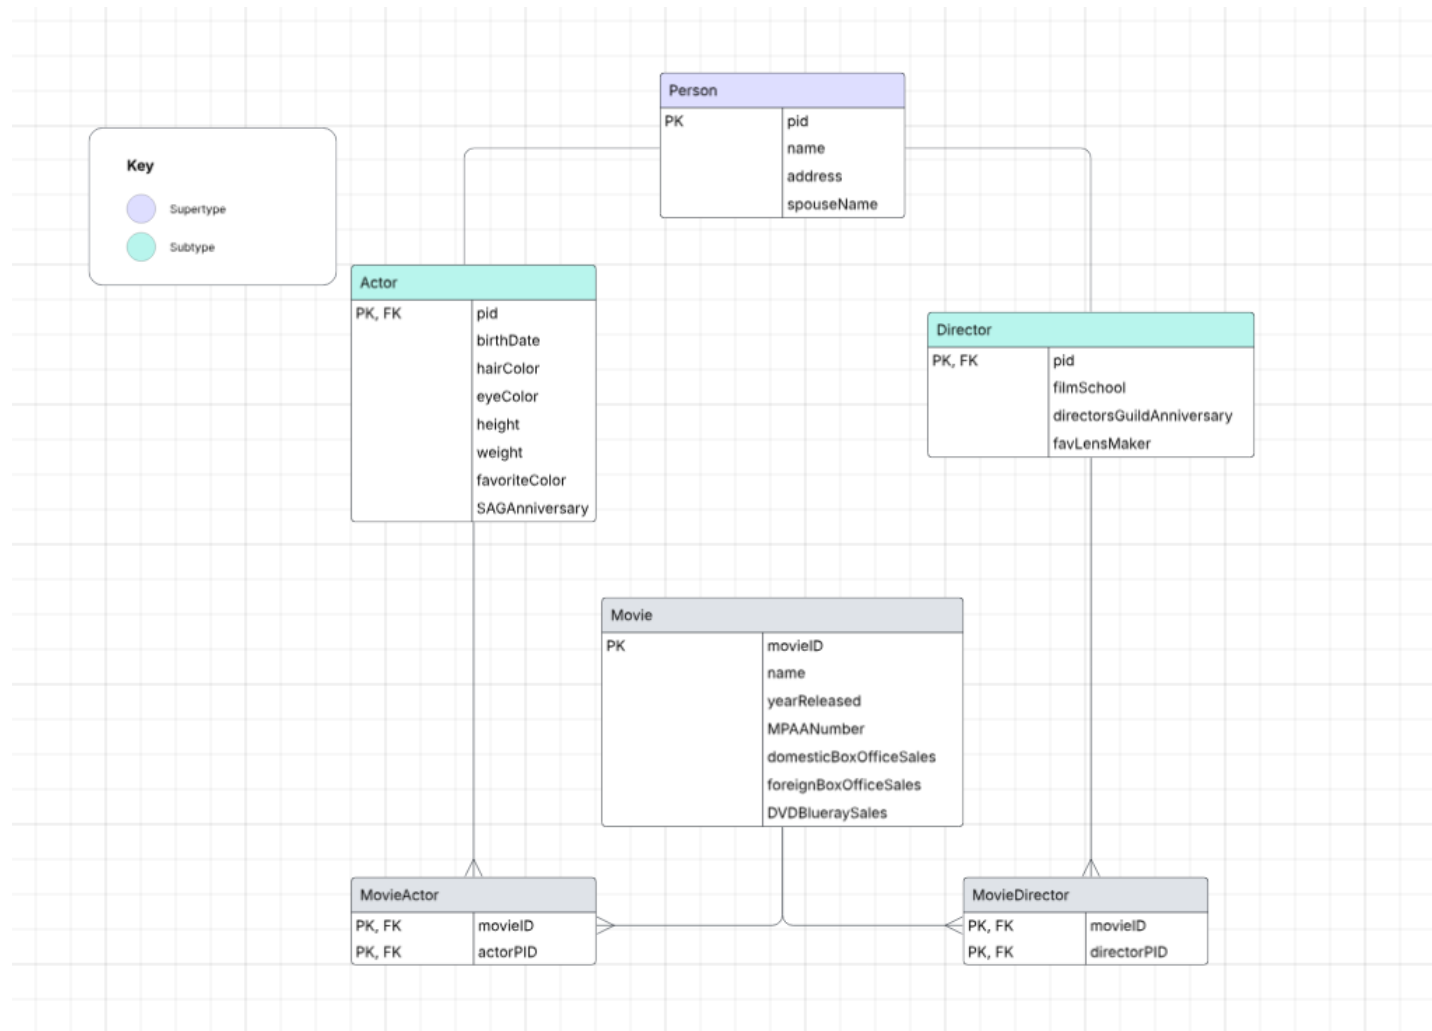 Person
PK pid
name
address
spouseName
Key
Supertype
Subtype
Actor
PK, FK pid
birthDate
hairColor
eyeColor
height
weight
favoriteColor
SAGAnniversary
Director
PK, FK pid
filmSchool
directorsGuildAnniversary
favLensMaker
Movie
PK movieID
name
yearReleased
MPAANumber
domesticBoxOfficeSales
foreignBoxOfficeSales
DVDBluераySales
MovieActor
PK, FK movieID
PK, FK actorPID
MovieDirector
PK, FK movieID
PK, FK directorPID